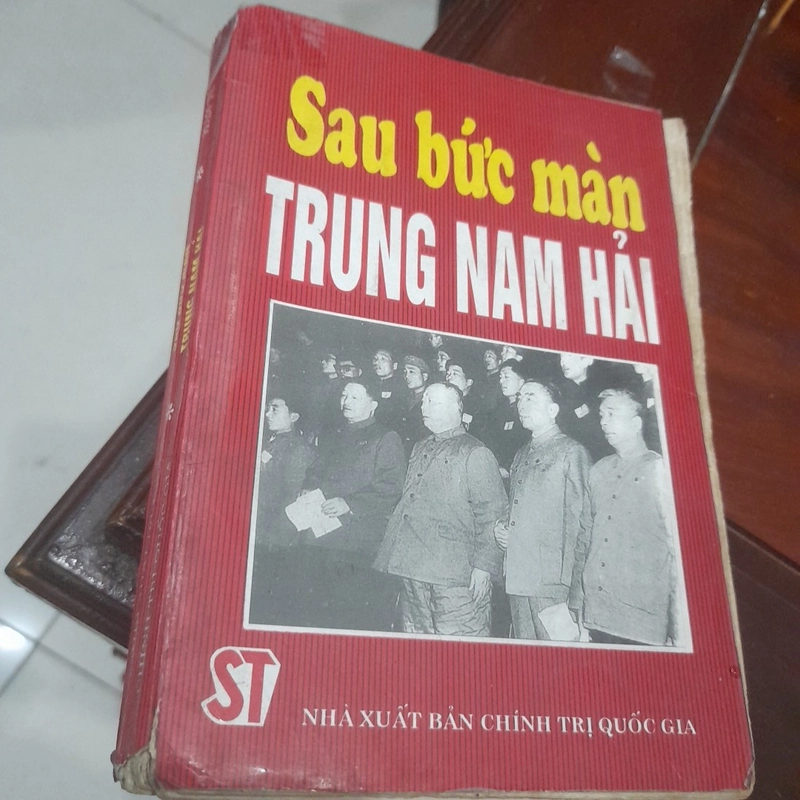 Sau bức màn
TRUNG NAM HẢI
ST
NHÀ XUẤT BẢN CHÍNH TRỊ QUỐC GIA
TRUNG NAM HẢI